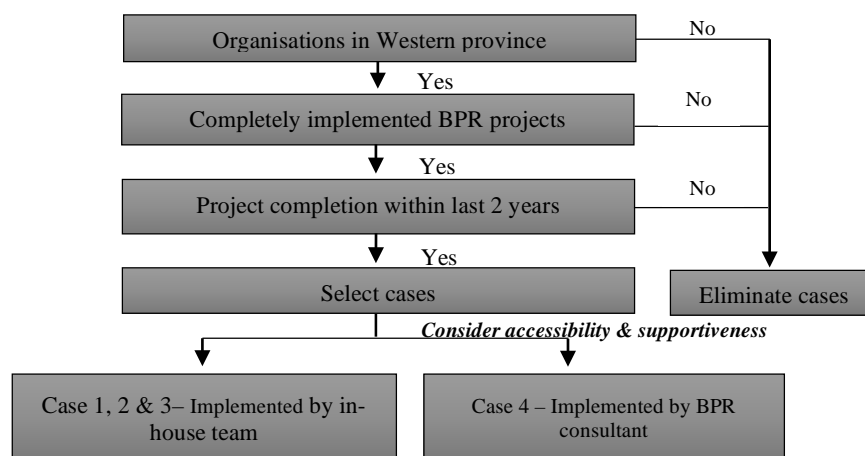 Organisations in Western province
No
Yes
Completely implemented BPR projects
No
Yes
Project completion within last 2 years
No
Yes
Select cases
Eliminate cases
Consider accessibility & supportiveness
Case 1, 2 & 3– Implemented by in-
house team
Case 4 – Implemented by BPR
consultant